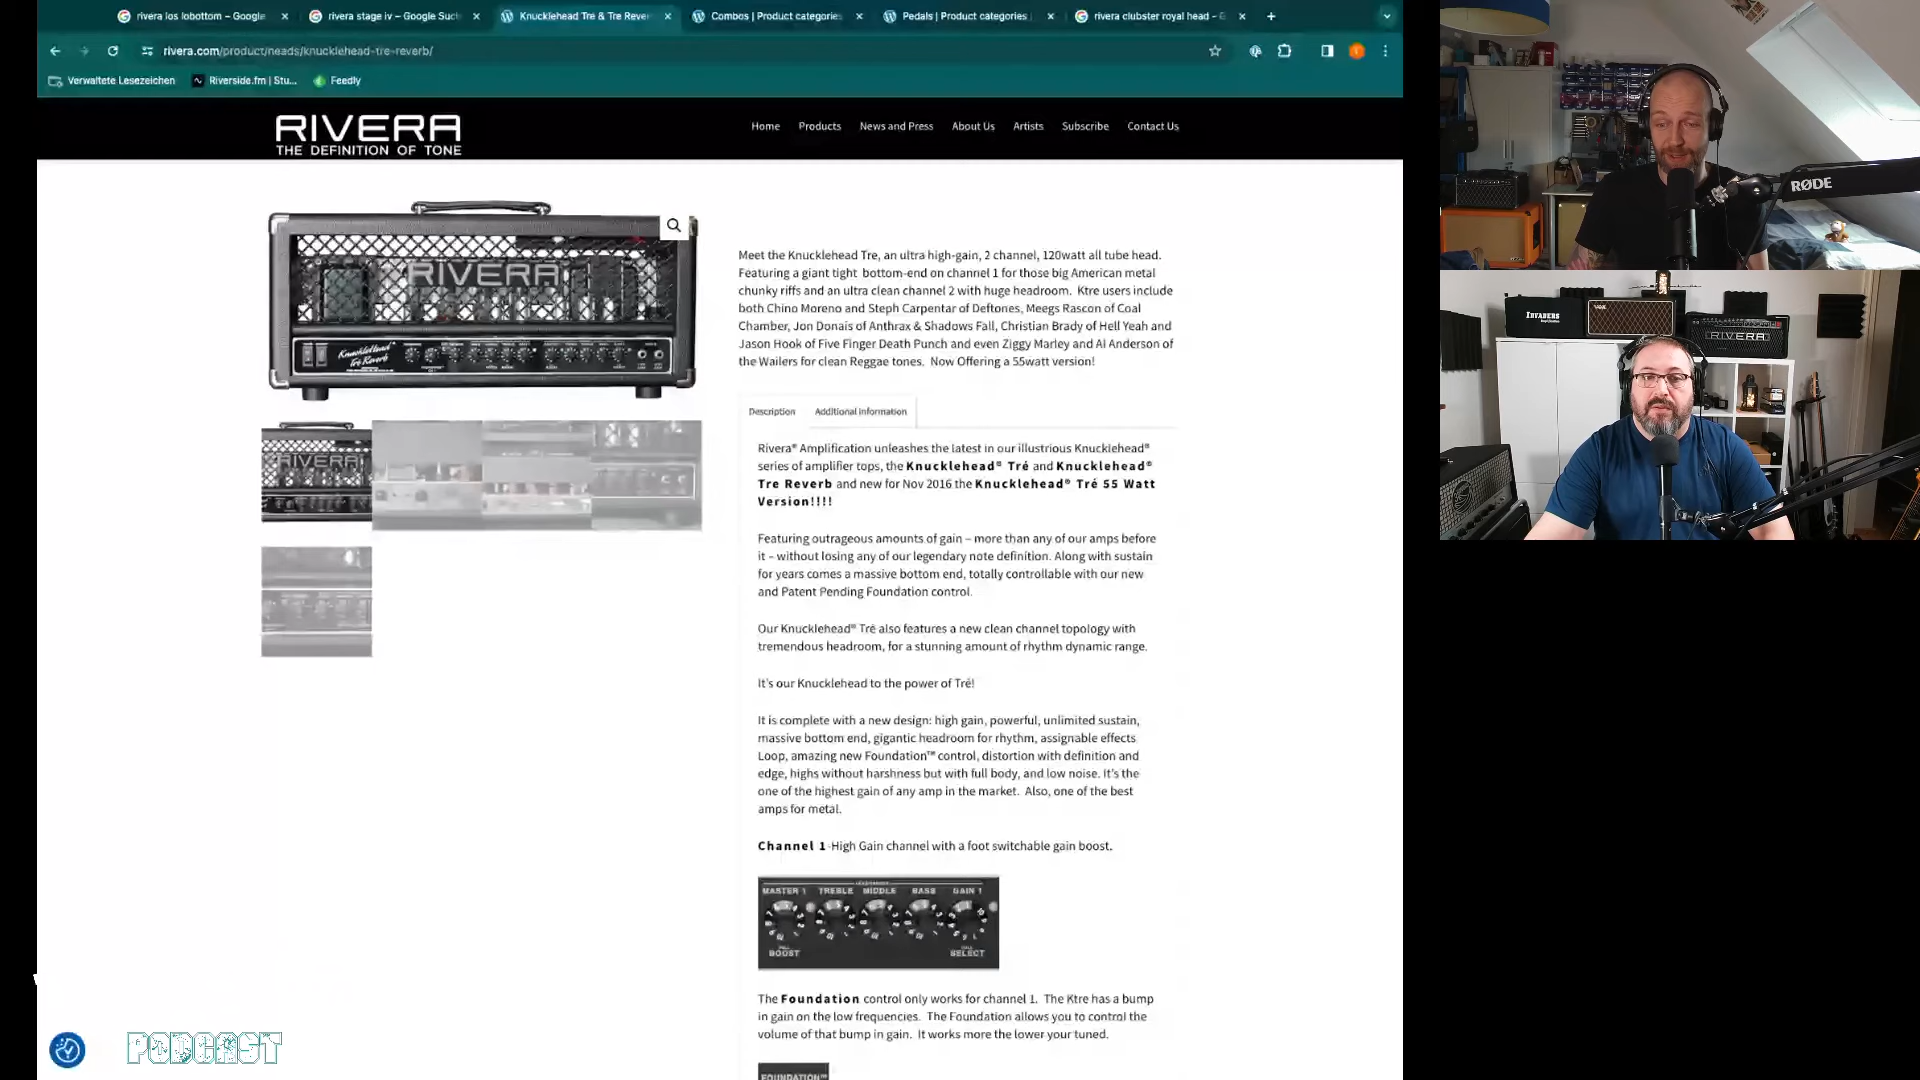 rivera los lobottom – Google
rivera stage iv – Google Such
Knucklehead Tre & Tre Rever
Combos | Product categories
Pedals | Product categories
rivera clubster royal head –
rivera.com/product/heads/knucklehead-tre-reverb/
Verwaltete Lesezeichen
Riverside.fm | Stu...
Feedly
RIVERA
THE DEFINITION OF TONE
Home
Products
News and Press
About Us
Artists
Subscribe
Contact Us
RIVERA
Knucklehead
Tré Reverb
Meet the Knucklehead Tre, an ultra high-gain, 2 channel, 120watt all tube head.
Featuring a giant tight bottom-end on channel 1 for those big American metal
chunky riffs and an ultra clean channel 2 with huge headroom. Ktre users include
both Chino Moreno and Steph Carpentar of Deftones, Meegs Rascon of Coal
Chamber, Jon Donais of Anthrax & Shadows Fall, Christian Brady of Hell Yeah and
Jason Hook of Five Finger Death Punch and even Ziggy Marley and Al Anderson of
the Wailers for clean Reggae tones. Now Offering a 55watt version!
Description
Additional information
Rivera® Amplification unleashes the latest in our illustrious Knucklehead®
series of amplifier tops, the Knucklehead® Tré and Knucklehead®
Tre Reverb and new for Nov 2016 the Knucklehead® Tré 55 Watt
Version!!!!
Featuring outrageous amounts of gain – more than any of our amps before
it – without losing any of our legendary note definition. Along with sustain
for years comes a massive bottom end, totally controllable with our new
and Patent Pending Foundation control.
Our Knucklehead® Tré also features a new clean channel topology with
tremendous headroom, for a stunning amount of rhythm dynamic range.
It's our Knucklehead to the power of Tré!
It is complete with a new design: high gain, powerful, unlimited sustain,
massive bottom end, gigantic headroom for rhythm, assignable effects
Loop, amazing new Foundation™ control, distortion with definition and
edge, highs without harshness but with full body, and low noise. It's the
one of the highest gain of any amp in the market. Also, one of the best
amps for metal.
Channel 1-High Gain channel with a foot switchable gain boost.
MASTER 1 TREBLE MIDDLE BASS GAIN 1
BOOST
SELECT
The Foundation control only works for channel 1. The Ktre has a bump
in gain on the low frequencies. The Foundation allows you to control the
volume of that bump in gain. It works more the lower your tuned.
FOUNDATION™
PODCAST
RØDE
INVADERS
VOX
RIVERA